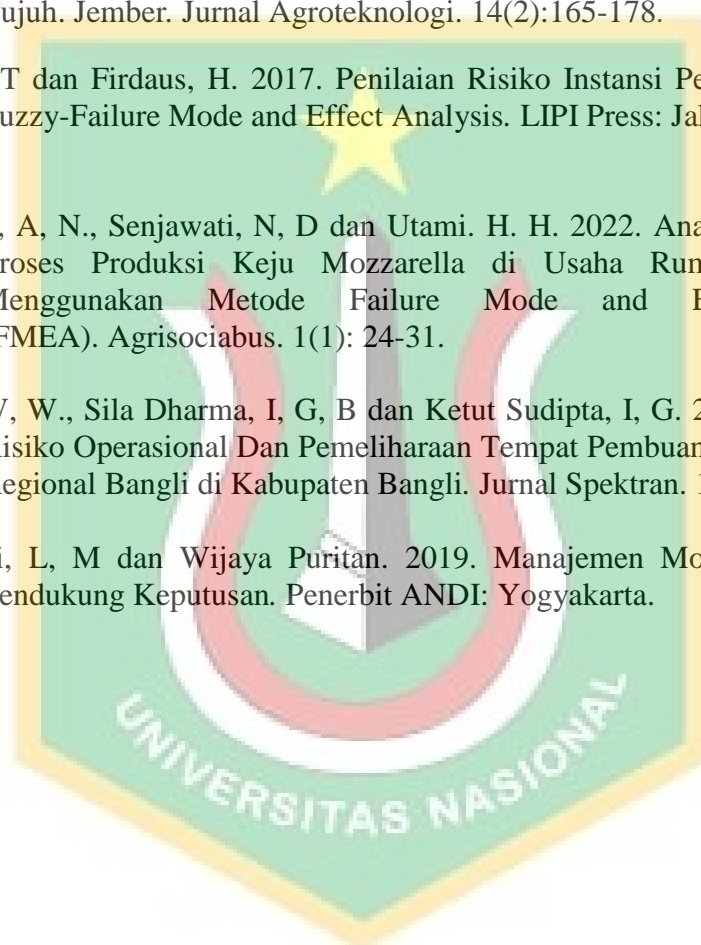 Tujuh. Jember. Jurnal Agroteknologi. 14(2):165-178.
T dan Firdaus, H. 2017. Penilaian Risiko Instansi Pe
uzzy-Failure Mode and Effect Analysis. LIPI Press: Ja
, A, N., Senjawati, N, D dan Utami. H. H. 2022. Ana
roses Produksi Keju Mozzarella di Usaha Rum
Menggunakan Metode Failure Mode and E
FMEA). Agrisociabus. 1(1): 24-31.
W., Sila Dharma, I, G, B dan Ketut Sudipta, I, G. 2
Risiko Operasional Dan Pemeliharaan Tempat Pembuan
Regional Bangli di Kabupaten Bangli. Jurnal Spektran. 1
i, L, M dan Wijaya Puritan. 2019. Manajemen Mo
endukung Keputusan. Penerbit ANDI: Yogyakarta.
UNIVERSITAS NASIONAL